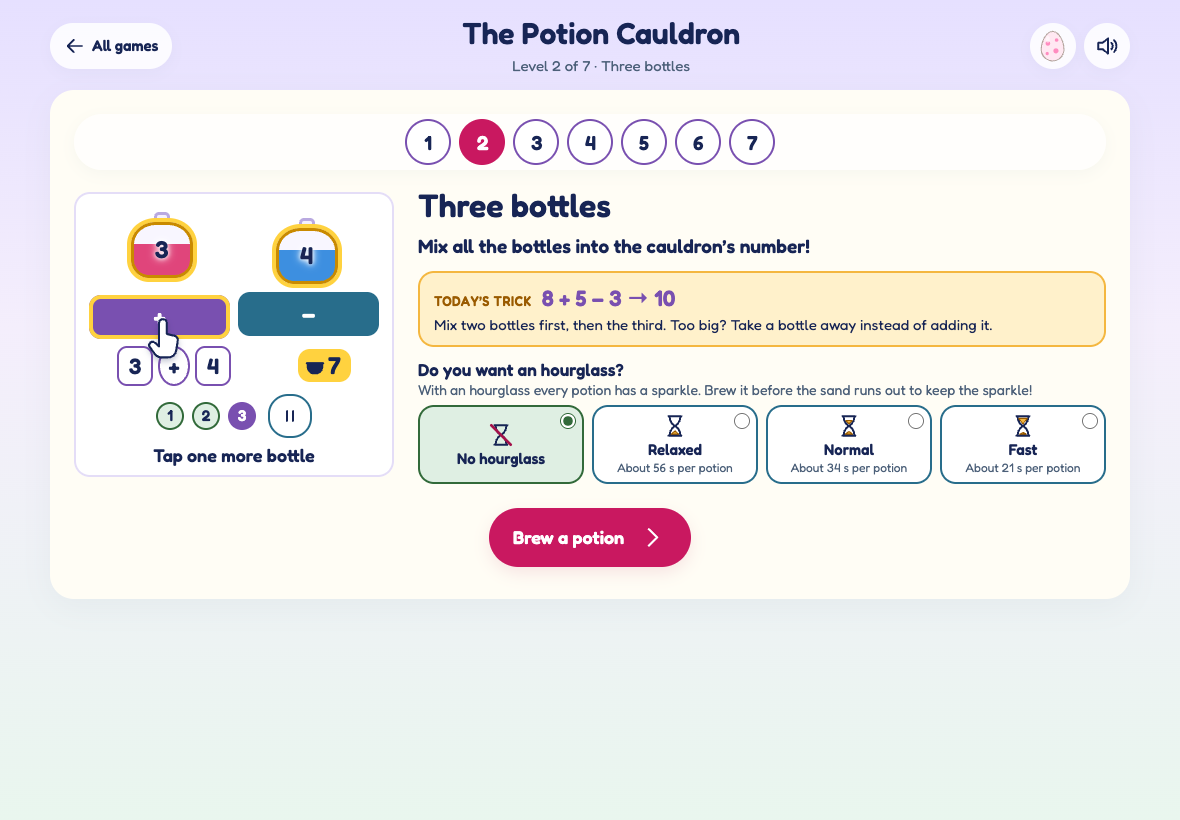 All games
The Potion Cauldron
Level 2 of 7 · Three bottles
1 2 3 4 5 6 7
3 4
+ −
3 + 4 7
1 2 3
Tap one more bottle
Three bottles
Mix all the bottles into the cauldron’s number!
TODAY’S TRICK 8 + 5 – 3 → 10
Mix two bottles first, then the third. Too big? Take a bottle away instead of adding it.
Do you want an hourglass?
With an hourglass every potion has a sparkle. Brew it before the sand runs out to keep the sparkle!
No hourglass
Relaxed
About 56 s per potion
Normal
About 34 s per potion
Fast
About 21 s per potion
Brew a potion